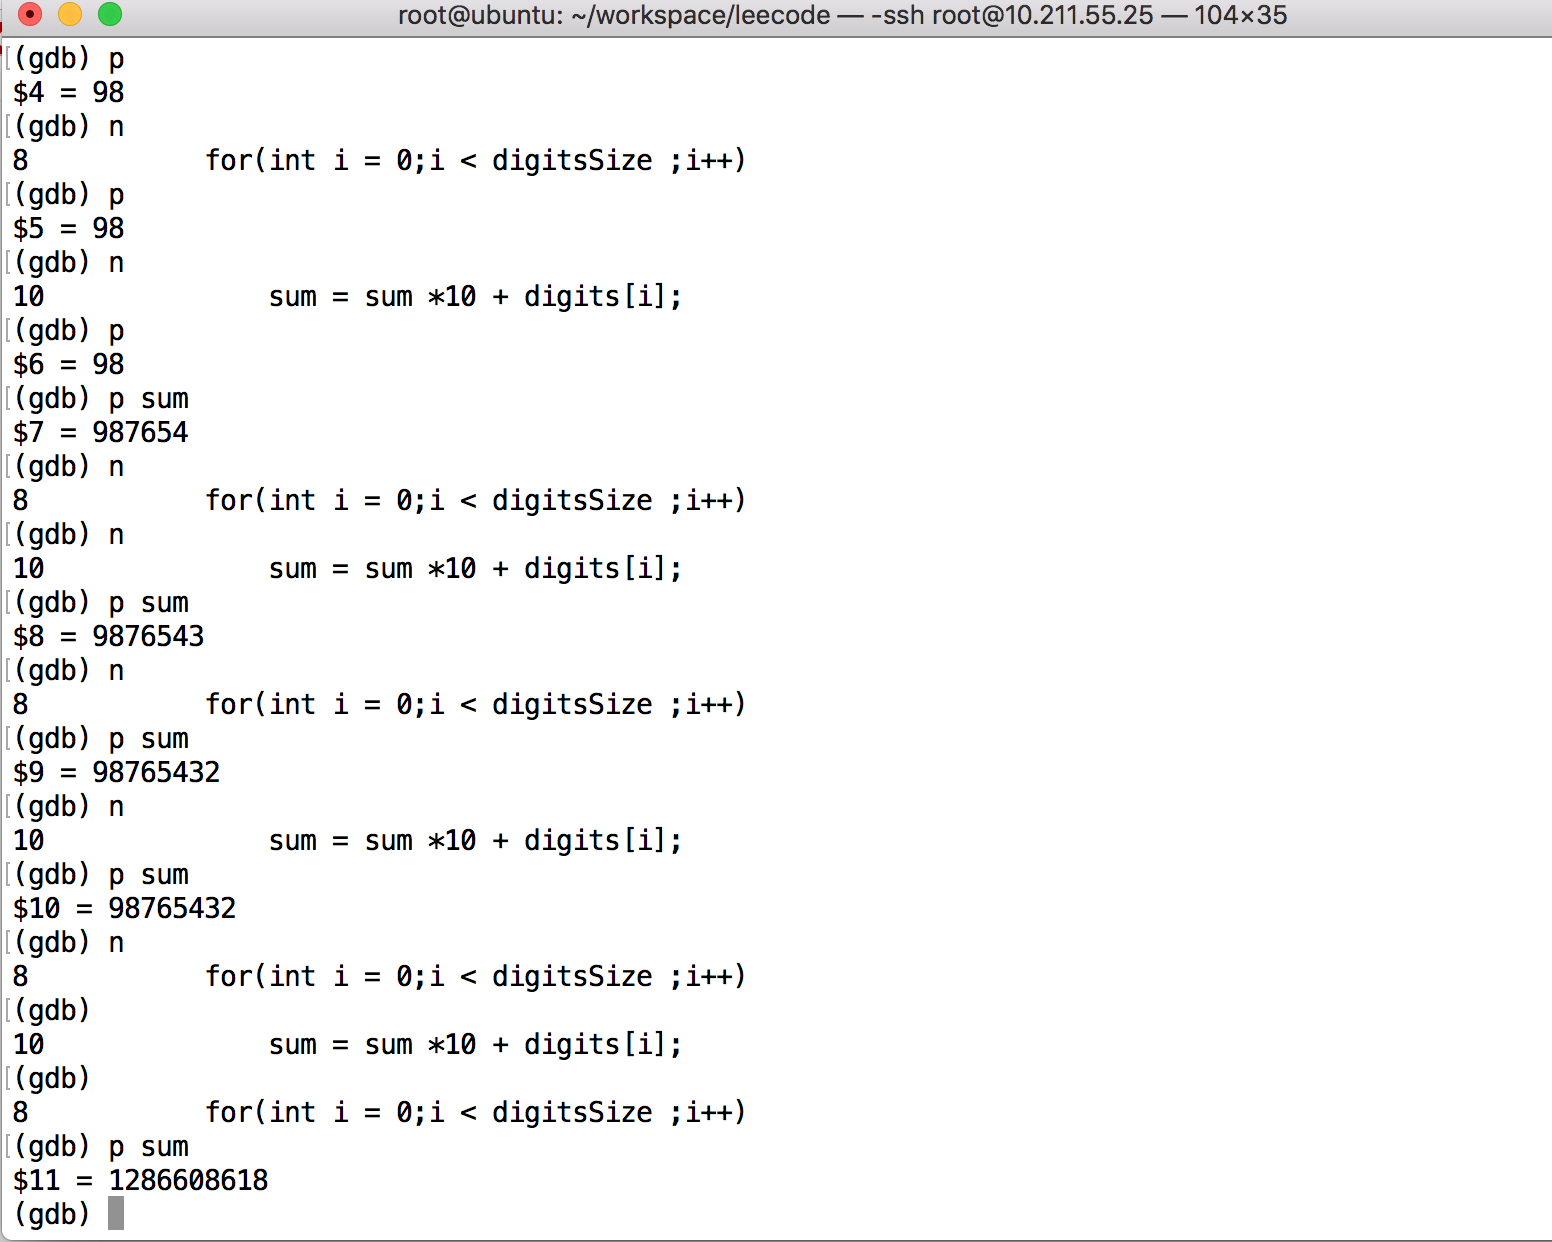 root@ubuntu: ~/workspace/leecode — -ssh root@10.211.55.25 — 104×35
[(gdb) p
$4 = 98
[(gdb) n
8           for(int i = 0;i < digitsSize ;i++)
[(gdb) p
$5 = 98
[(gdb) n
10              sum = sum *10 + digits[i];
[(gdb) p
$6 = 98
[(gdb) p sum
$7 = 987654
[(gdb) n
8           for(int i = 0;i < digitsSize ;i++)
[(gdb) n
10              sum = sum *10 + digits[i];
[(gdb) p sum
$8 = 9876543
[(gdb) n
8           for(int i = 0;i < digitsSize ;i++)
[(gdb) p sum
$9 = 98765432
[(gdb) n
10              sum = sum *10 + digits[i];
[(gdb) p sum
$10 = 98765432
[(gdb) n
8           for(int i = 0;i < digitsSize ;i++)
[(gdb)
10              sum = sum *10 + digits[i];
[(gdb)
8           for(int i = 0;i < digitsSize ;i++)
[(gdb) p sum
$11 = 1286608618
(gdb)